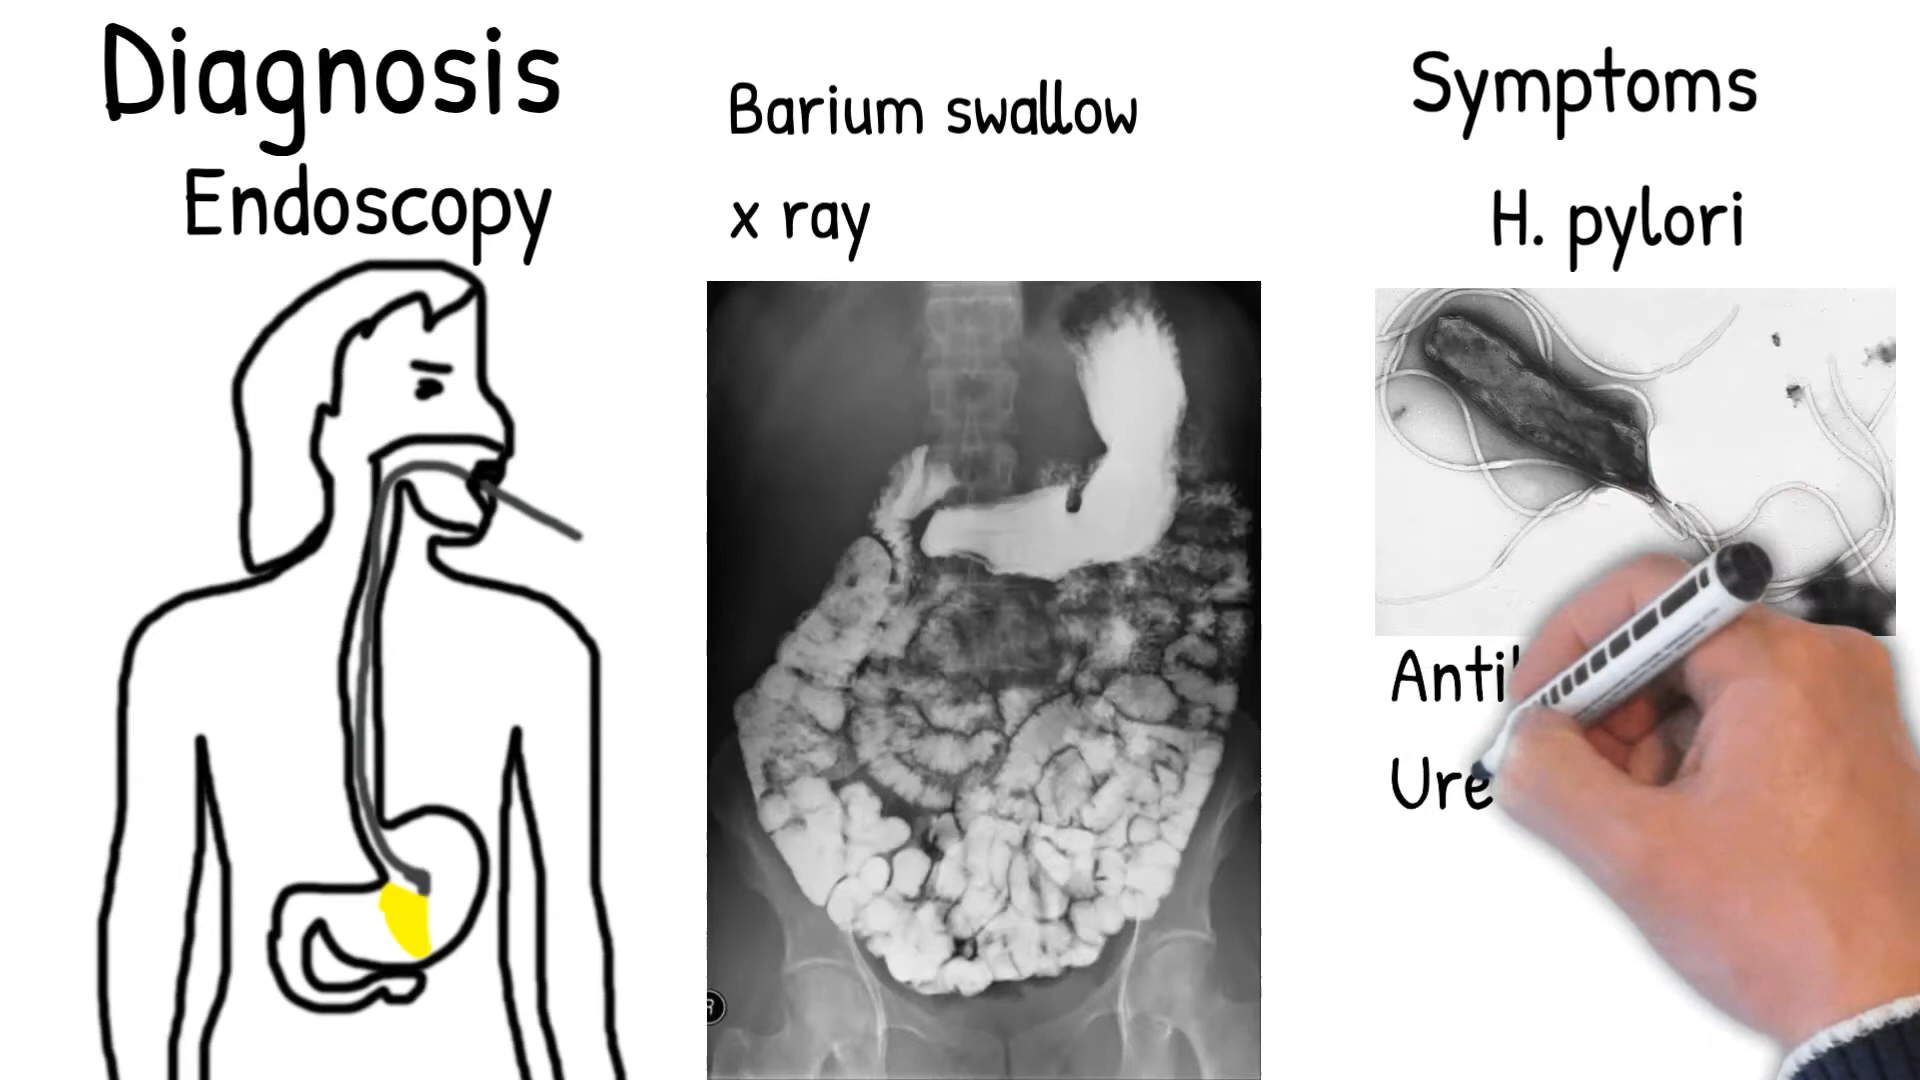 Diagnosis
Endoscopy
Barium swallow
x ray
Symptoms
H. pylori
Anti
Ure
R